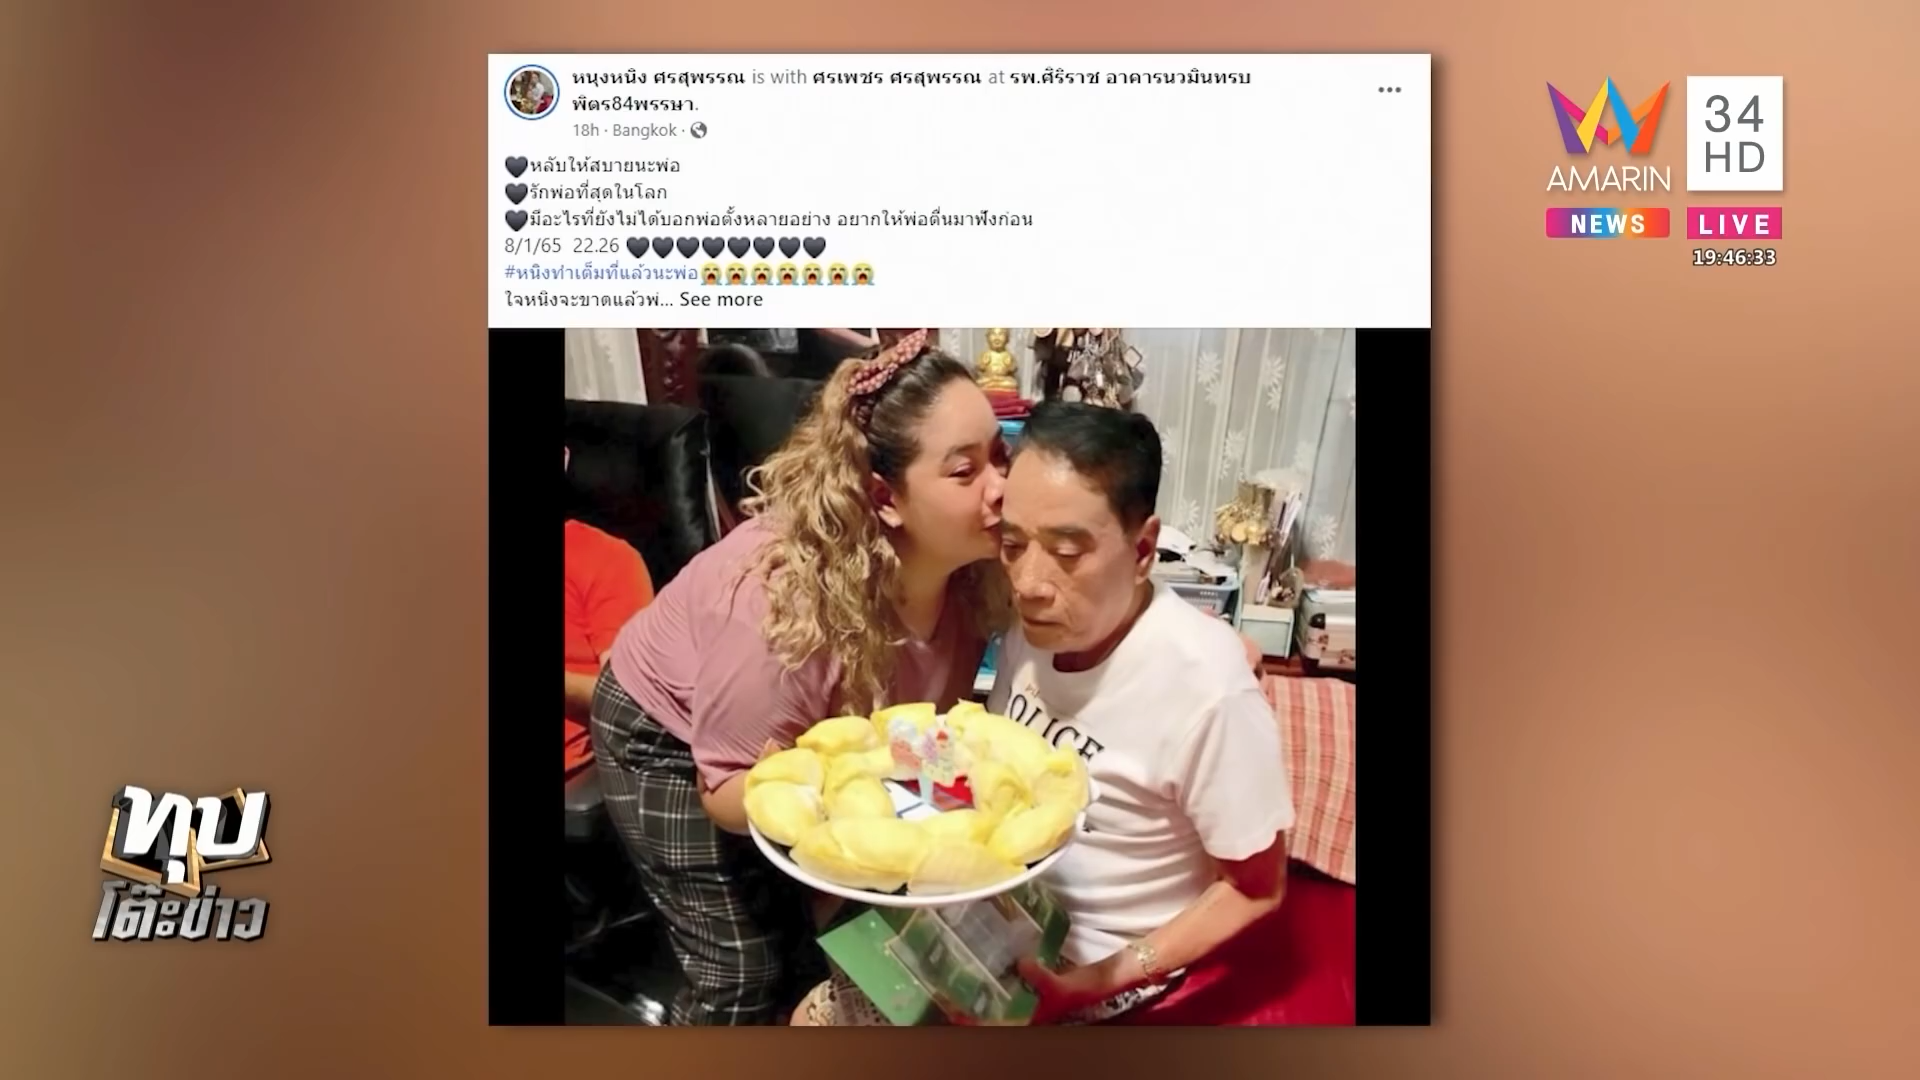 หนุงหนิง ศรสุพรรณ is with ศรเพชร ศรสุพรรณ at รพ.ศิริราช อาคารนวมินทรบ
พิตร84พรรษา.
18h · Bangkok ·
🖤หลับให้สบายนะพ่อ
🖤รักพ่อที่สุดในโลก
🖤มีอะไรที่ยังไม่ได้บอกพ่อตั้งหลายอย่าง อยากให้พ่อตื่นมาฟังก่อน
8/1/65 22.26 🖤🖤🖤🖤🖤🖤🖤🖤
#หนิงทำเต็มที่แล้วนะพ่อ😭😭😭😭😭😭😭
ใจหนิงจะขาดแล้วพ่... See more
AMARIN
NEWS
34
HD
LIVE
19:46:33
POLICE
ทุบ
โต๊ะข่าว